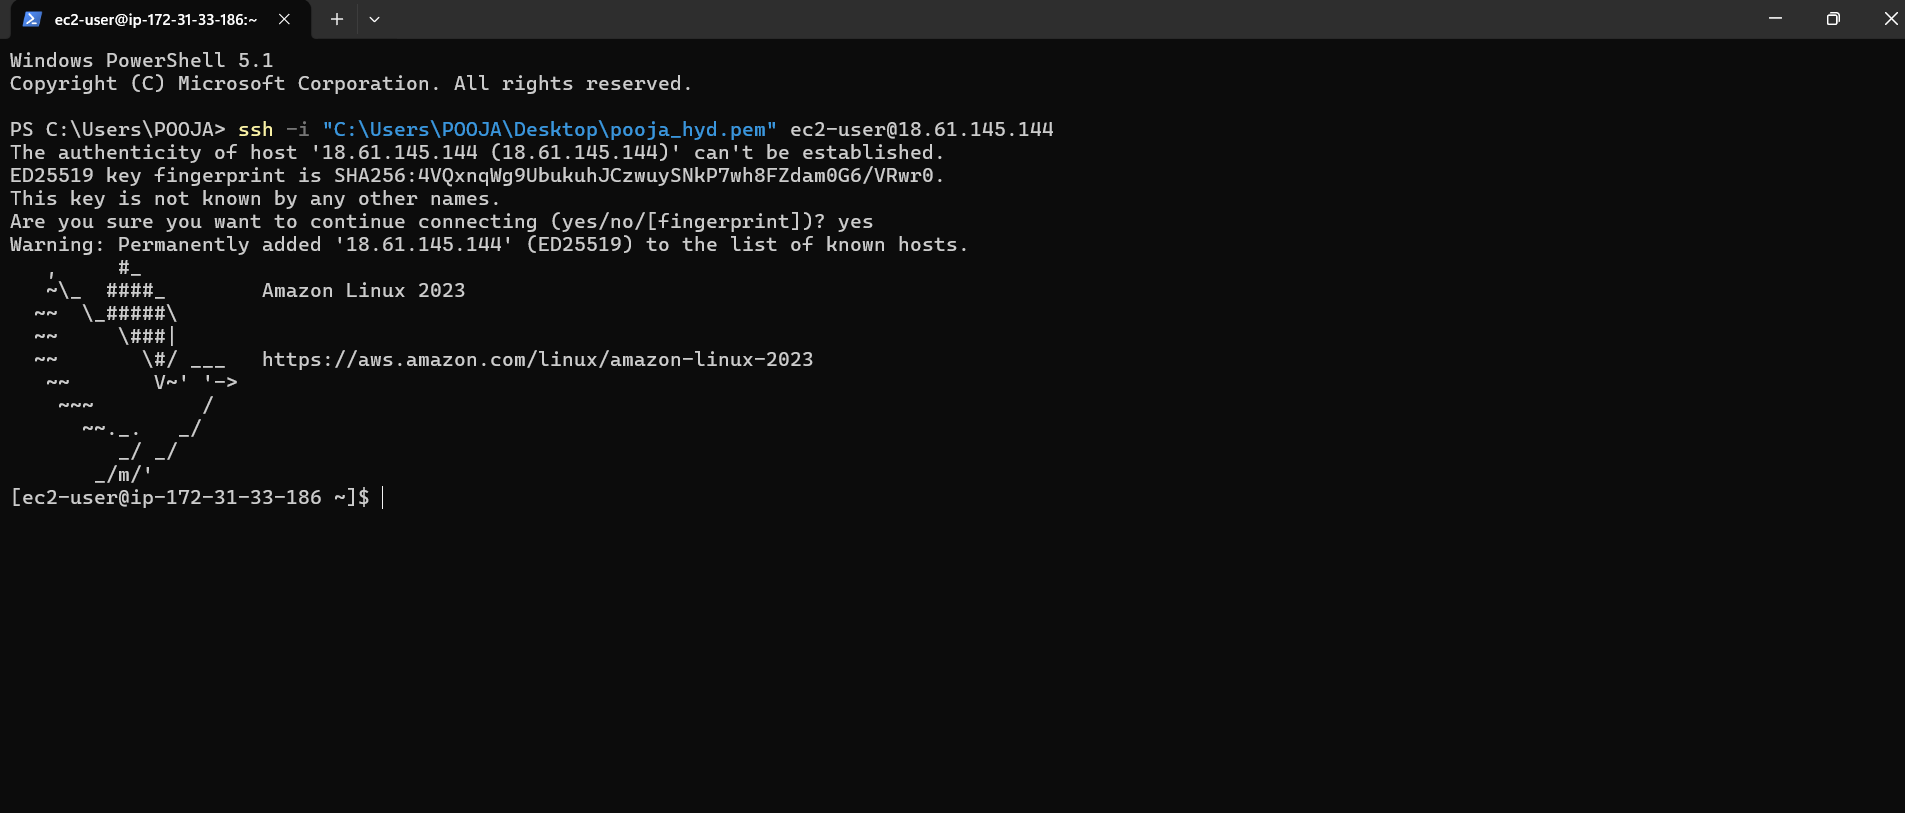 ec2-user@ip-172-31-33-186:~
Windows PowerShell 5.1
Copyright (C) Microsoft Corporation. All rights reserved.
PS C:\Users\POOJA> ssh -i "C:\Users\POOJA\Desktop\pooja_hyd.pem" ec2-user@18.61.145.144
The authenticity of host '18.61.145.144 (18.61.145.144)' can't be established.
ED25519 key fingerprint is SHA256:4VQxnqWg9UbukuhJCzwuySNkP7wh8FZdam0G6/VRwr0.
This key is not known by any other names.
Are you sure you want to continue connecting (yes/no/[fingerprint])? yes
Warning: Permanently added '18.61.145.144' (ED25519) to the list of known hosts.
   ,     #_
   ~\_  ####_        Amazon Linux 2023
  ~~  \_#####\
  ~~     \###|
  ~~       \#/ ___   https://aws.amazon.com/linux/amazon-linux-2023
   ~~       V~' '->
    ~~~         /
      ~~._.   _/
         _/ _/
       _/m/'
[ec2-user@ip-172-31-33-186 ~]$